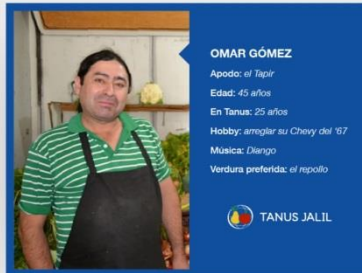 OMAR GÓMEZ
Apodo: el Tapir
Edad: 45 años
En Tanus: 25 años
Hobby: arreglar su Chevy del '67
Música: Django
Verdura preferida: el repollo
TANUS JALIL